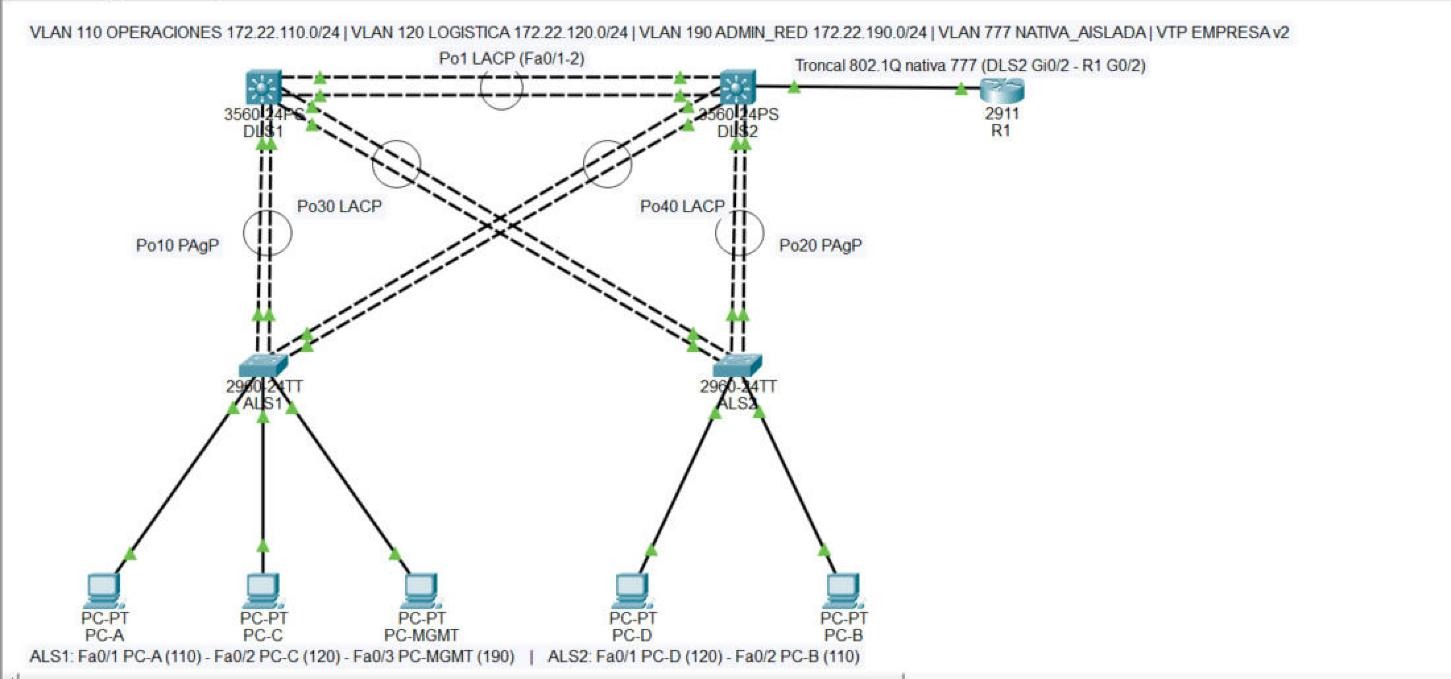 VLAN 110 OPERACIONES 172.22.110.0/24 | VLAN 120 LOGISTICA 172.22.120.0/24 | VLAN 190 ADMIN_RED 172.22.190.0/24 | VLAN 777 NATIVA_AISLADA | VTP EMPRESA v2
Po1 LACP (Fa0/1-2)
Troncal 802.1Q nativa 777 (DLS2 Gi0/2 - R1 G0/2)
3560-24PS
DLS1
3560-24PS
DLS2
2911
R1
Po30 LACP
Po40 LACP
Po10 PAgP
Po20 PAgP
2960-24TT
ALS1
2960-24TT
ALS2
PC-PT
PC-A
PC-PT
PC-C
PC-PT
PC-MGMT
PC-PT
PC-D
PC-PT
PC-B
ALS1: Fa0/1 PC-A (110) - Fa0/2 PC-C (120) - Fa0/3 PC-MGMT (190) | ALS2: Fa0/1 PC-D (120) - Fa0/2 PC-B (110)